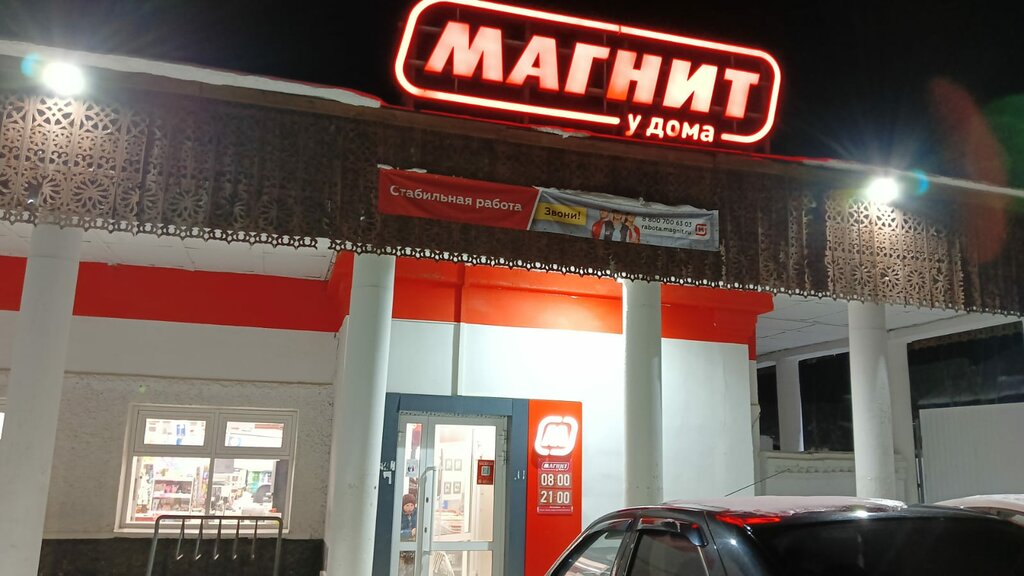 МАГНИТ
у дома
Стабильная работа
Звони!
8 800 700 63 03
rabota.magnit.ru
МАГНИТ
08 00
21 00